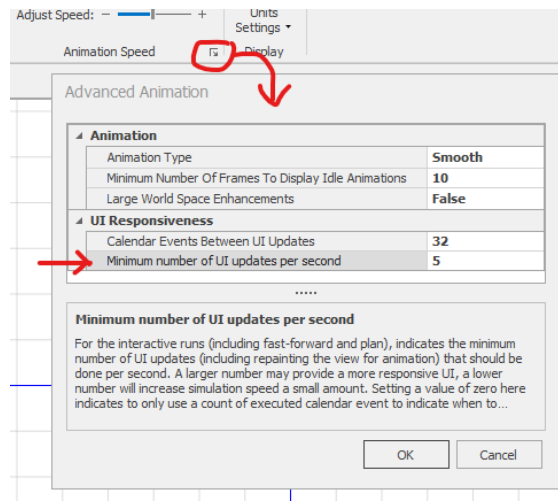 Adjust Speed: − +
Units
Settings
Animation Speed
Display
Advanced Animation
Animation
Animation Type Smooth
Minimum Number Of Frames To Display Idle Animations 10
Large World Space Enhancements False
UI Responsiveness
Calendar Events Between UI Updates 32
Minimum number of UI updates per second 5
Minimum number of UI updates per second
For the interactive runs (including fast-forward and plan), indicates the minimum
number of UI updates (including repainting the view for animation) that should be
done per second. A larger number may provide a more responsive UI, a lower
number will increase simulation speed a small amount. Setting a value of zero here
indicates to only use a count of executed calendar event to indicate when to...
OK Cancel